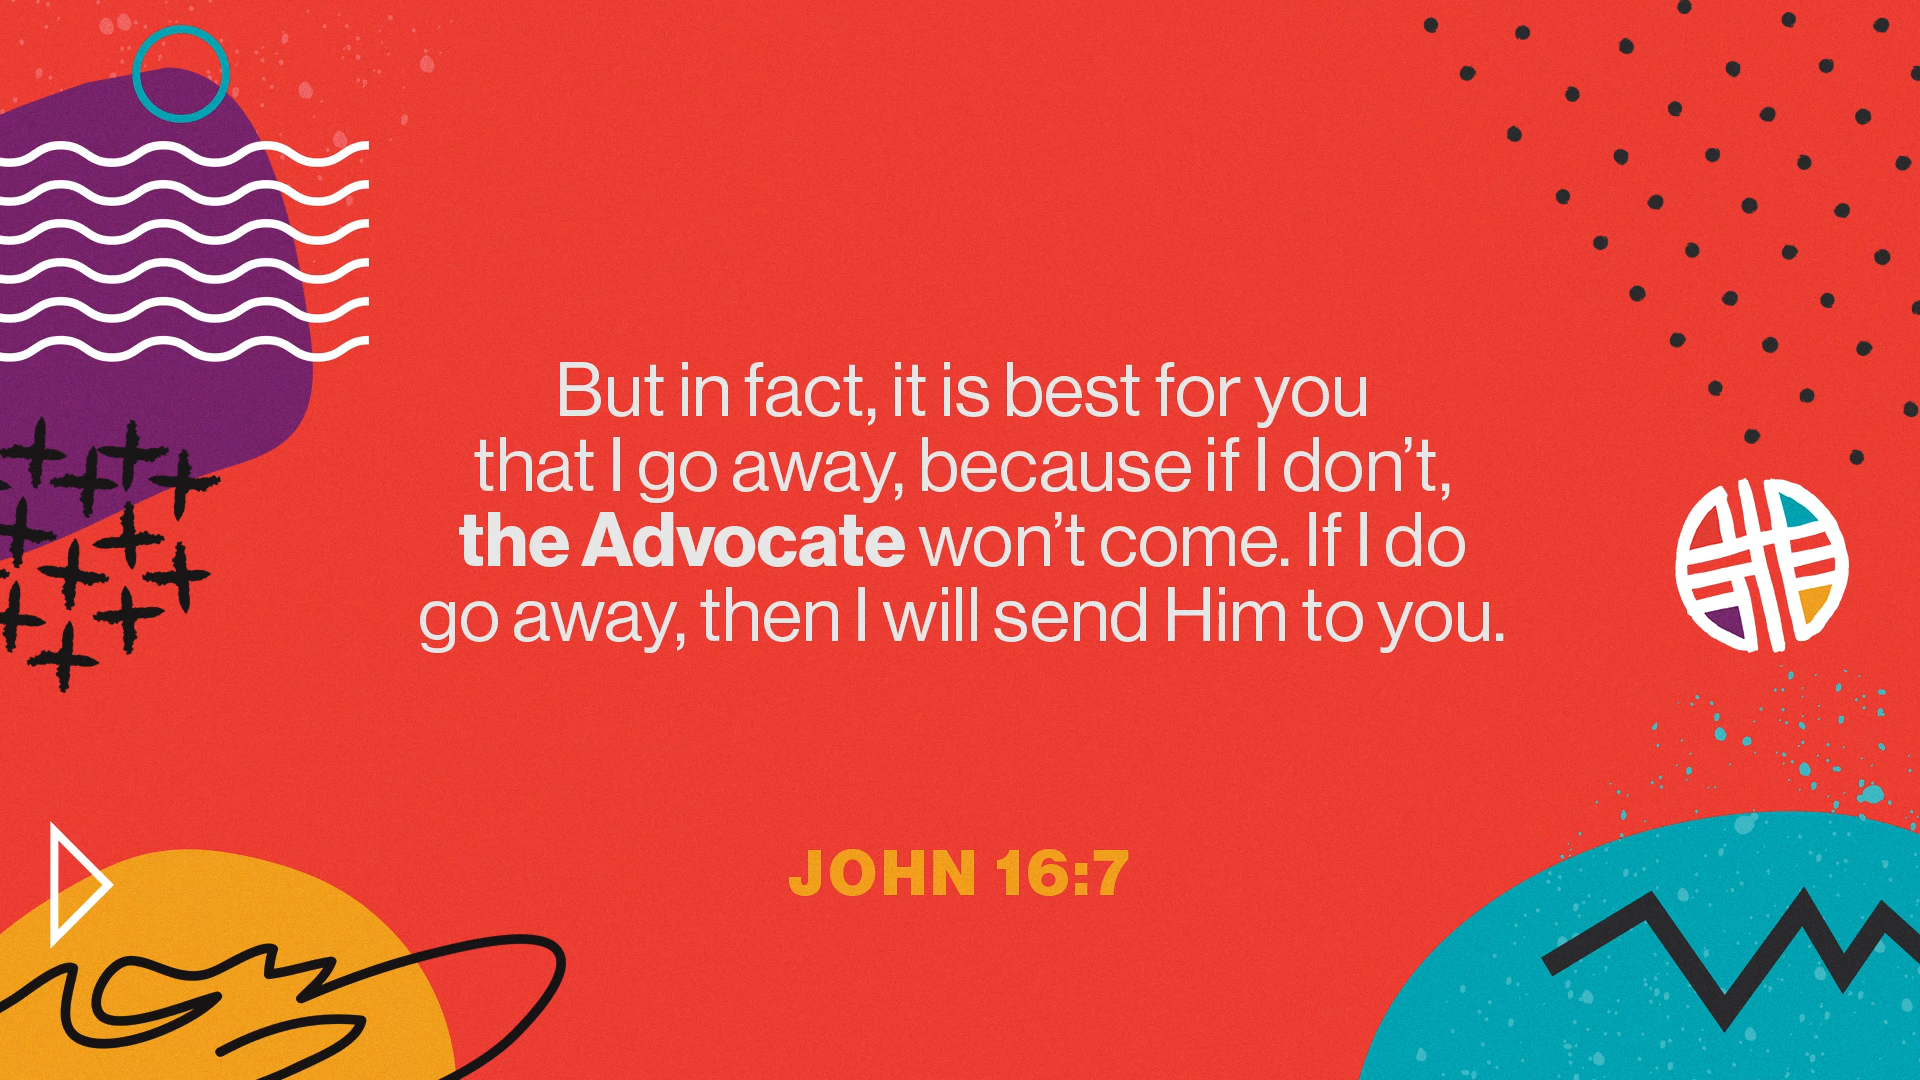 But in fact, it is best for you
that I go away, because if I don’t,
the Advocate won’t come. If I do
go away, then I will send Him to you.
JOHN 16:7